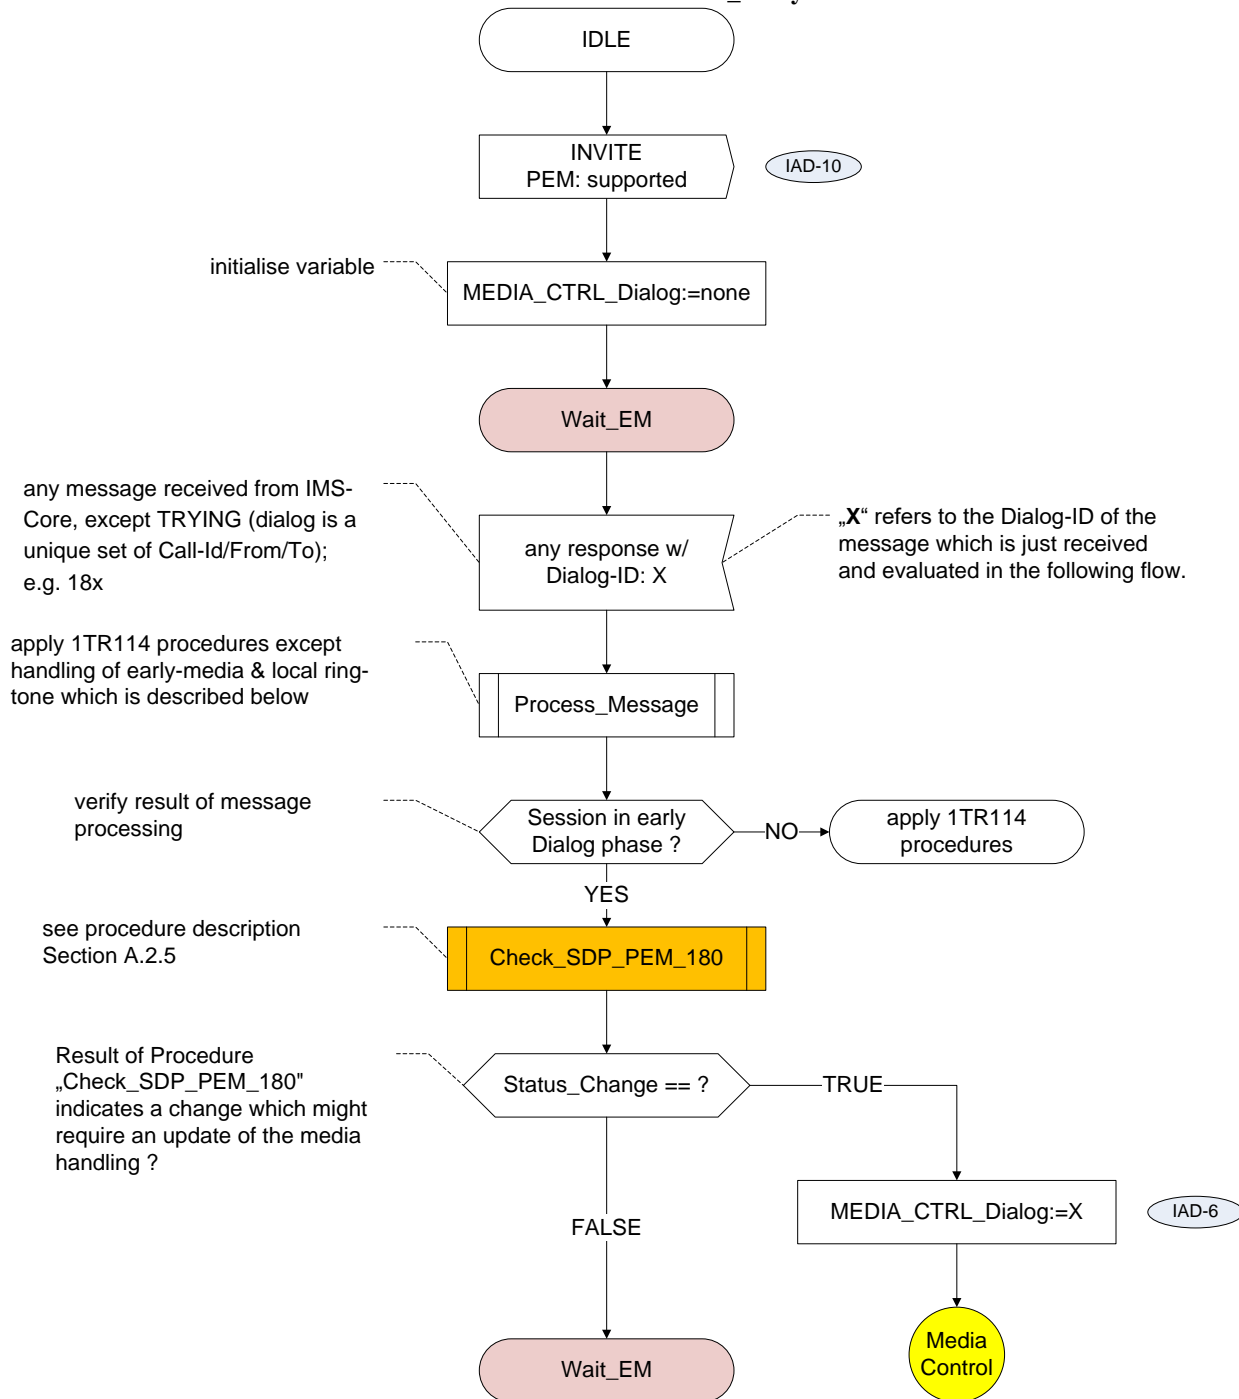 IDLE
INVITE
PEM: supported
IAD-10
initialise variable
MEDIA_CTRL_Dialog:=none
Wait_EM
any message received from IMS-
Core, except TRYING (dialog is a
unique set of Call-Id/From/To);
e.g. 18x
any response w/
Dialog-ID: X
„X“ refers to the Dialog-ID of the
message which is just received
and evaluated in the following flow.
apply 1TR114 procedures except
handling of early-media & local ring-
tone which is described below
Process_Message
verify result of message
processing
Session in early
Dialog phase ?
NO
apply 1TR114
procedures
YES
see procedure description
Section A.2.5
Check_SDP_PEM_180
Result of Procedure
„Check_SDP_PEM_180"
indicates a change which might
require an update of the media
handling ?
Status_Change == ?
TRUE
MEDIA_CTRL_Dialog:=X
IAD-6
FALSE
Media
Control
Wait_EM